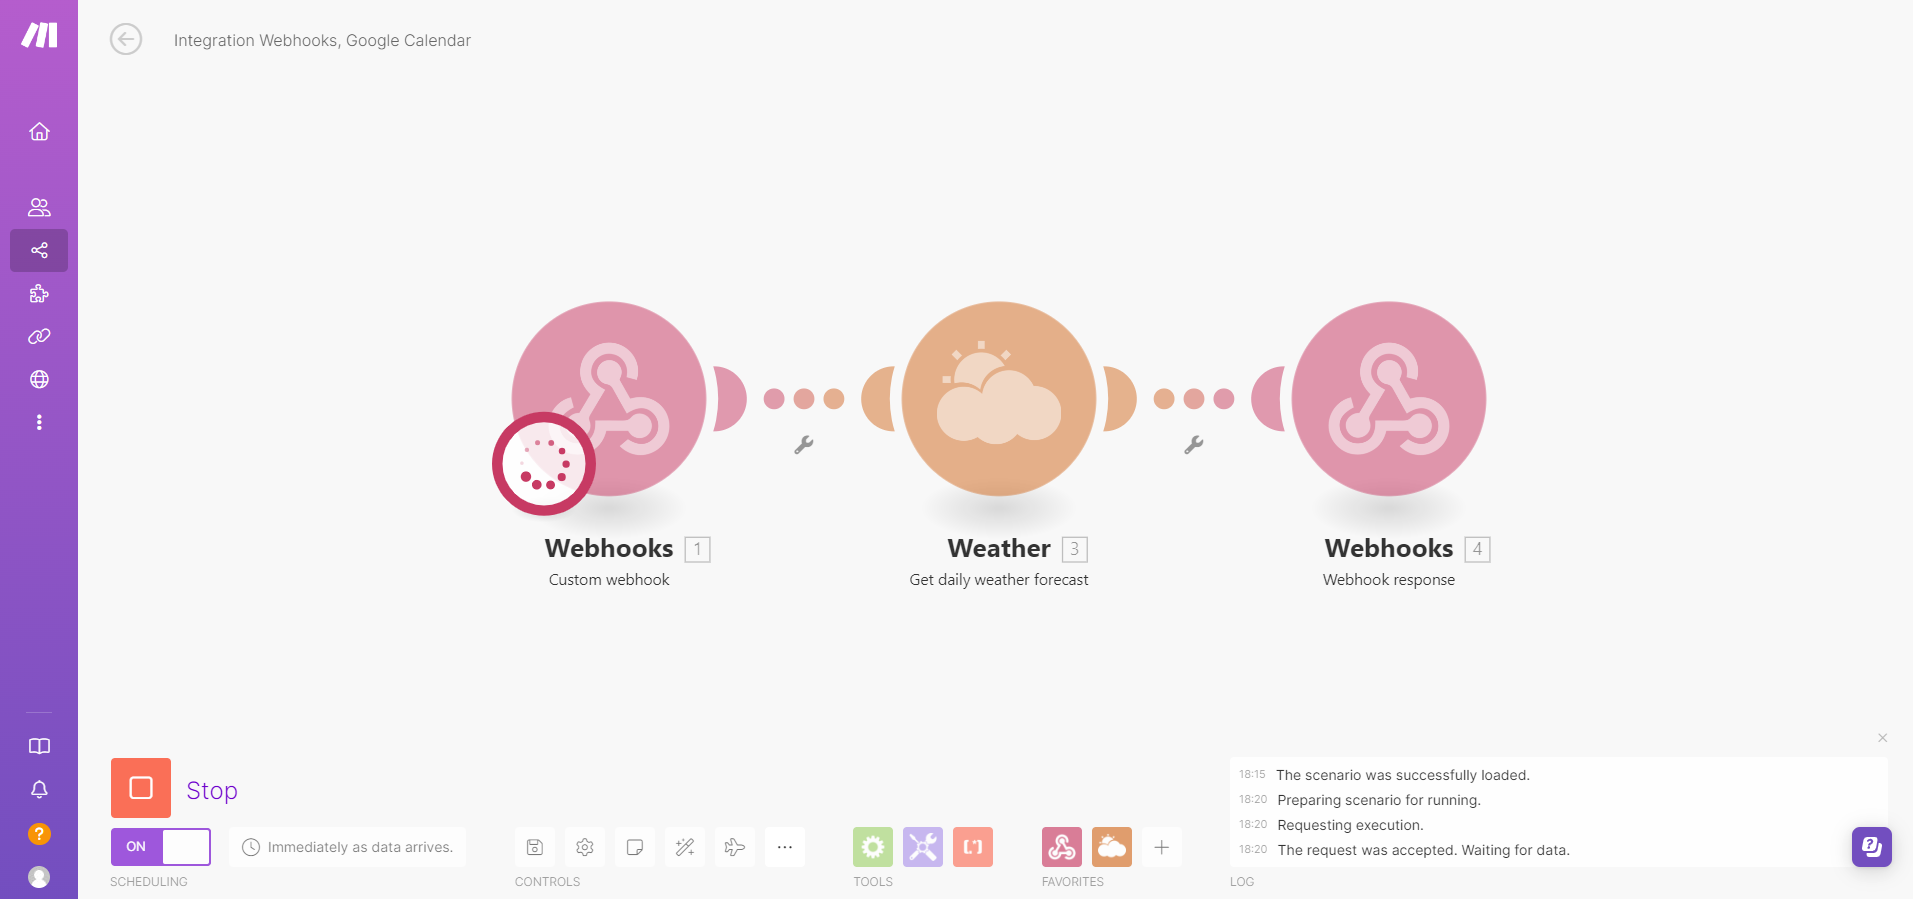 Integration Webhooks, Google Calendar
Webhooks 1
Custom webhook
Weather 3
Get daily weather forecast
Webhooks 4
Webhook response
Stop
ON
Immediately as data arrives.
SCHEDULING
CONTROLS
TOOLS
FAVORITES
18:15 The scenario was successfully loaded.
18:20 Preparing scenario for running.
18:20 Requesting execution.
18:20 The request was accepted. Waiting for data.
LOG